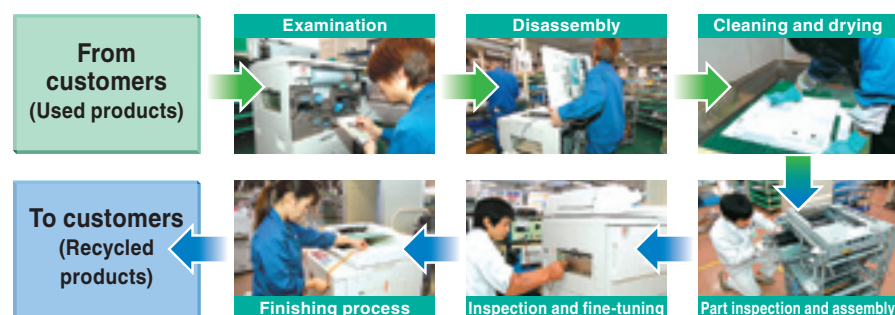 From
customers
(Used products)
Examination
Disassembly
Cleaning and drying
To customers
(Recycled
products)
Finishing process
Inspection and fine-tuning
Part inspection and assembly